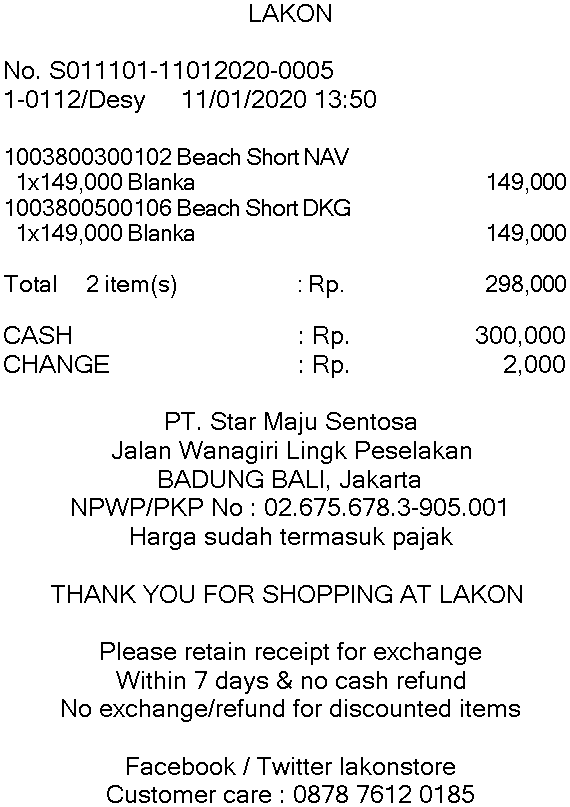 LAKON
No. S011101-11012020-0005
1-0112/Desy 11/01/2020 13:50
1003800300102 Beach Short NAV
1x149,000 Blanka 149,000
1003800500106 Beach Short DKG
1x149,000 Blanka 149,000
Total 2 item(s) : Rp. 298,000
CASH : Rp. 300,000
CHANGE : Rp. 2,000
PT. Star Maju Sentosa
Jalan Wanagiri Lingk Peselakan
BADUNG BALI, Jakarta
NPWP/PKP No : 02.675.678.3-905.001
Harga sudah termasuk pajak
THANK YOU FOR SHOPPING AT LAKON
Please retain receipt for exchange
Within 7 days & no cash refund
No exchange/refund for discounted items
Facebook / Twitter lakonstore
Customer care : 0878 7612 0185